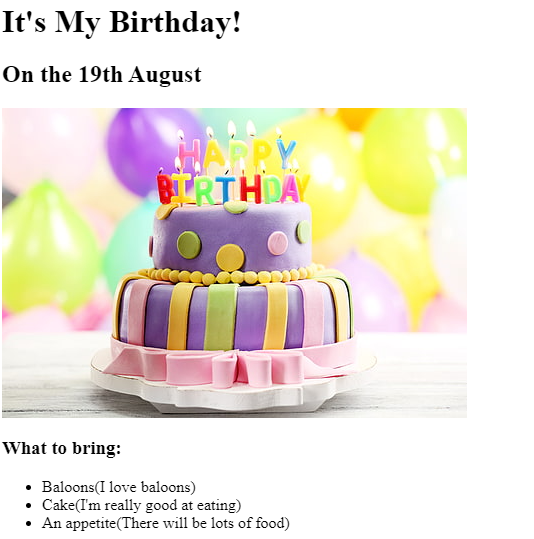 It's My Birthday!
On the 19th August
HAPPY
BIRTHDAY
What to bring:
Baloons(I love baloons)
Cake(I'm really good at eating)
An appetite(There will be lots of food)